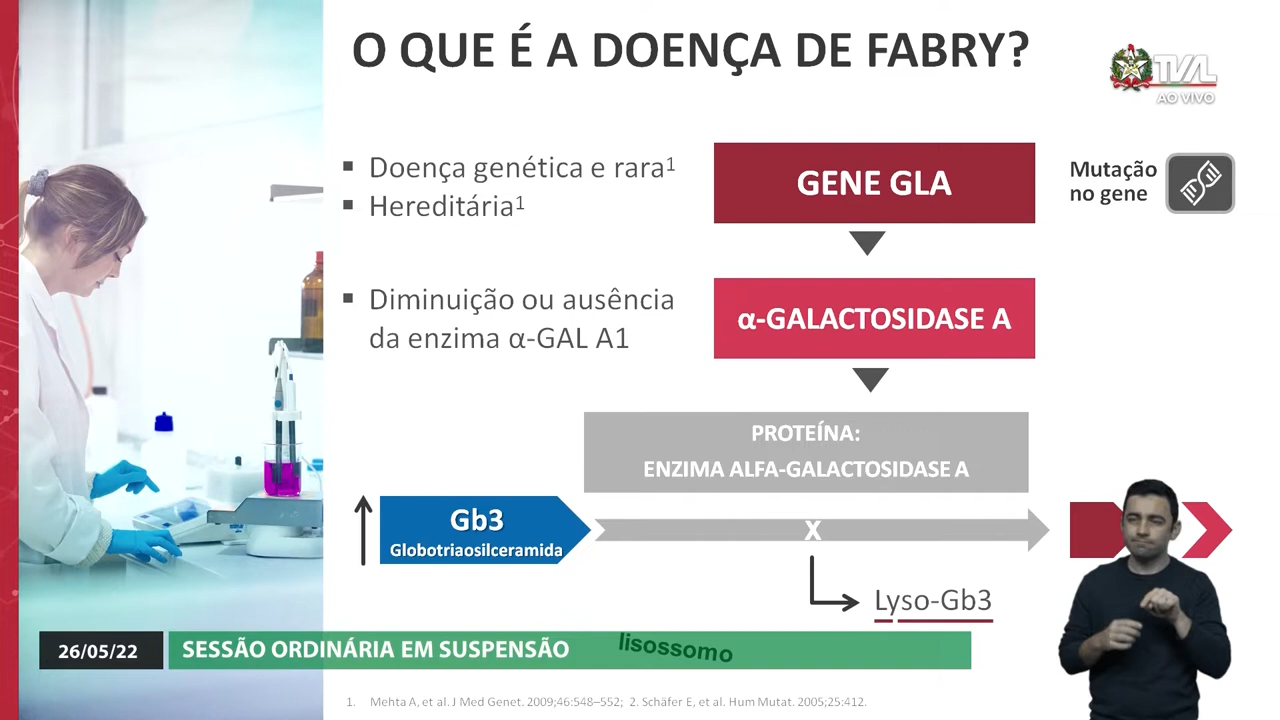 O QUE É A DOENÇA DE FABRY?
TVAL
AO VIVO
▪ Doença genética e rara¹
▪ Hereditária¹
▪ Diminuição ou ausência
da enzima α-GAL A1
GENE GLA
Mutação
no gene
α-GALACTOSIDASE A
PROTEÍNA:
ENZIMA ALFA-GALACTOSIDASE A
Gb3
Globotriaosilceramida
X
Lyso-Gb3
lisossomo
26/05/22
SESSÃO ORDINÁRIA EM SUSPENSÃO
1. Mehta A, et al. J Med Genet. 2009;46:548–552; 2. Schäfer E, et al. Hum Mutat. 2005;25:412.